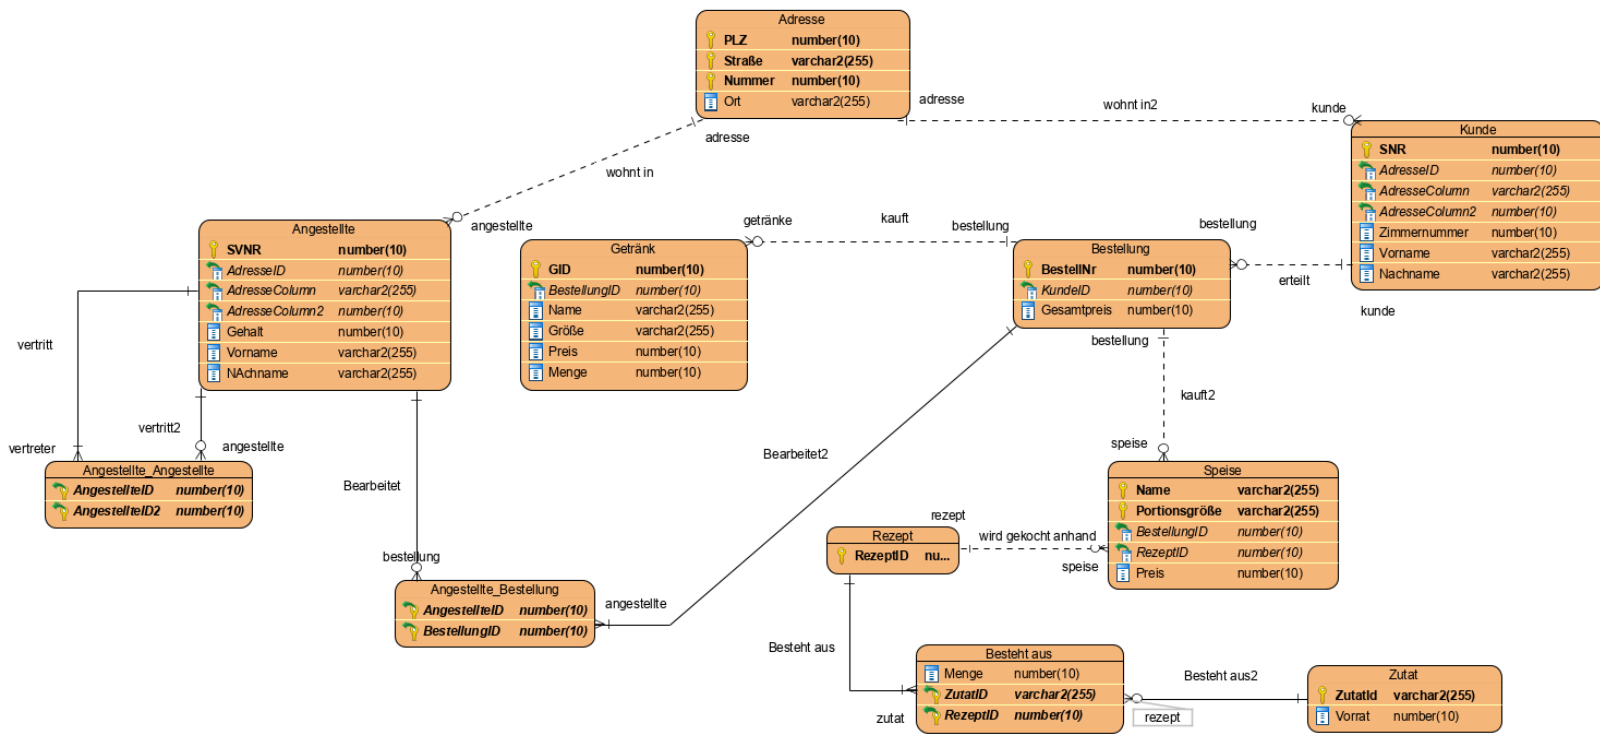 Adresse
PLZ number(10)
Straße varchar2(255)
Nummer number(10)
Ort varchar2(255)
adresse
wohnt in2
kunde
adresse
wohnt in
angestellte
Kunde
SNR number(10)
AdresseID number(10)
AdresseColumn varchar2(255)
AdresseColumn2 number(10)
Zimmernummer number(10)
Vorname varchar2(255)
Nachname varchar2(255)
Angestellte
SVNR number(10)
AdresseID number(10)
AdresseColumn varchar2(255)
AdresseColumn2 number(10)
Gehalt number(10)
Vorname varchar2(255)
NAchname varchar2(255)
getränke
kauft
bestellung
bestellung
erteilt
kunde
Getränk
GID number(10)
BestellungID number(10)
Name varchar2(255)
Größe varchar2(255)
Preis number(10)
Menge number(10)
Bestellung
BestellNr number(10)
KundeID number(10)
Gesamtpreis number(10)
bestellung
kauft2
speise
vertritt
vertritt2
vertreter
angestellte
Angestellte_Angestellte
AngestellteID number(10)
AngestellteID2 number(10)
Bearbeitet
Bearbeitet2
bestellung
Angestellte_Bestellung
AngestellteID number(10)
BestellungID number(10)
angestellte
Speise
Name varchar2(255)
Portionsgröße varchar2(255)
BestellungID number(10)
RezeptID number(10)
Preis number(10)
rezept
wird gekocht anhand
speise
Rezept
RezeptID nu...
Besteht aus
zutat
Besteht aus
Menge number(10)
ZutatID varchar2(255)
RezeptID number(10)
Besteht aus2
rezept
Zutat
ZutatId varchar2(255)
Vorrat number(10)